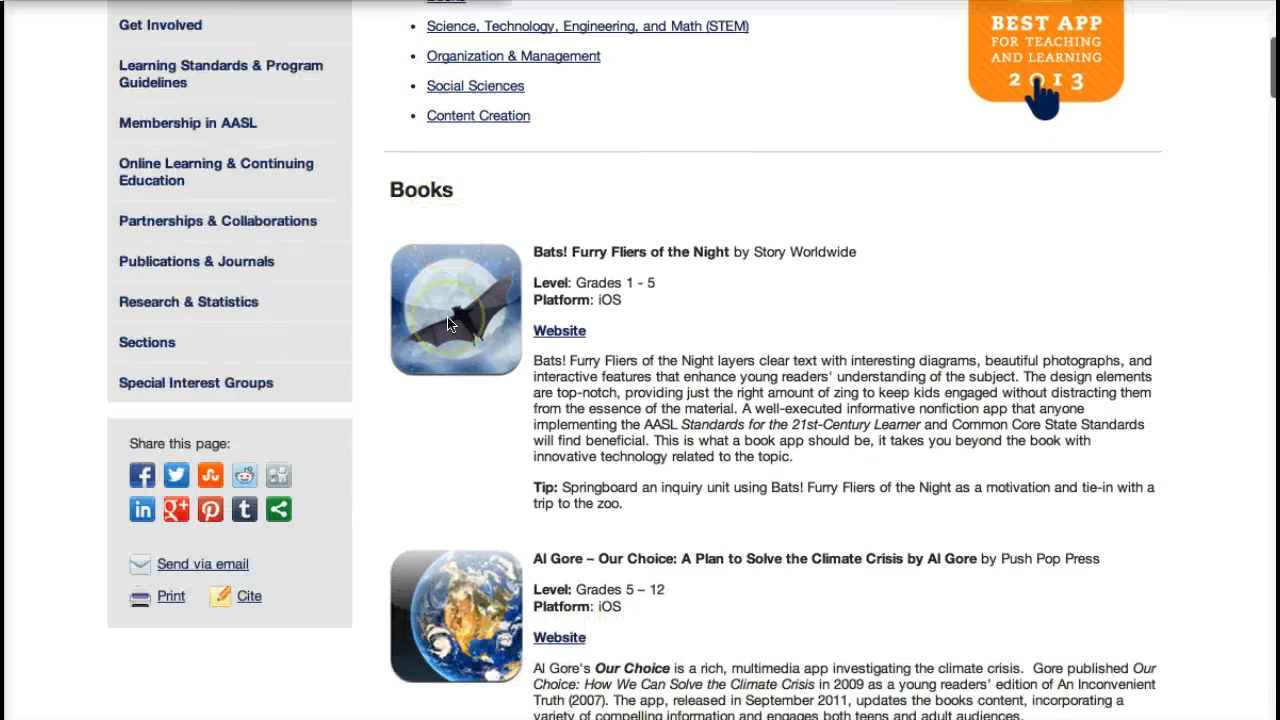 Get Involved
Learning Standards & Program
Guidelines
Membership in AASL
Online Learning & Continuing
Education
Partnerships & Collaborations
Publications & Journals
Research & Statistics
Sections
Special Interest Groups
Share this page:
Send via email
Print Cite
Science, Technology, Engineering, and Math (STEM)
Organization & Management
Social Sciences
Content Creation
BEST APP
FOR TEACHING
AND LEARNING
2013
Books
Bats! Furry Fliers of the Night by Story Worldwide
Level: Grades 1 - 5
Platform: iOS
Website
Bats! Furry Fliers of the Night layers clear text with interesting diagrams, beautiful photographs, and
interactive features that enhance young readers' understanding of the subject. The design elements
are top-notch, providing just the right amount of zing to keep kids engaged without distracting them
from the essence of the material. A well-executed informative nonfiction app that anyone
implementing the AASL Standards for the 21st-Century Learner and Common Core State Standards
will find beneficial. This is what a book app should be, it takes you beyond the book with
innovative technology related to the topic.
Tip: Springboard an inquiry unit using Bats! Furry Fliers of the Night as a motivation and tie-in with a
trip to the zoo.
Al Gore – Our Choice: A Plan to Solve the Climate Crisis by Al Gore by Push Pop Press
Level: Grades 5 – 12
Platform: iOS
Website
Al Gore's Our Choice is a rich, multimedia app investigating the climate crisis. Gore published Our
Choice: How We Can Solve the Climate Crisis in 2009 as a young readers' edition of An Inconvenient
Truth (2007). The app, released in September 2011, updates the books content, incorporating a
variety of compelling information and engages both teens and adult audiences.